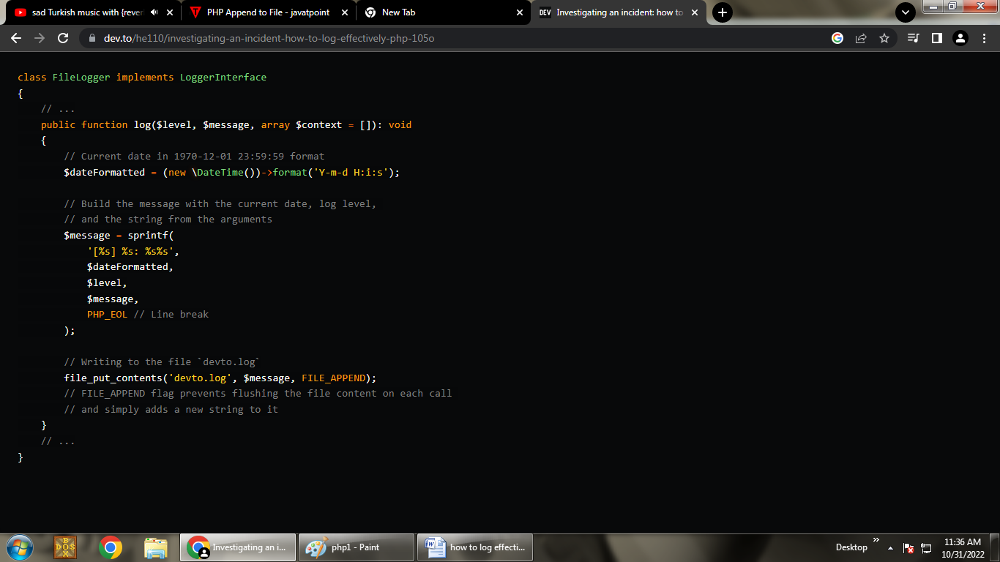 sad Turkish music with {rever
PHP Append to File - javatpoint
New Tab
DEV
Investigating an incident: how to
dev.to/he110/investigating-an-incident-how-to-log-effectively-php-105o
class FileLogger implements LoggerInterface
{
    // ...
    public function log($level, $message, array $context = []): void
    {
        // Current date in 1970-12-01 23:59:59 format
        $dateFormatted = (new \DateTime())->format('Y-m-d H:i:s');
        // Build the message with the current date, log level,
        // and the string from the arguments
        $message = sprintf(
            '[%s] %s: %s%s',
            $dateFormatted,
            $level,
            $message,
            PHP_EOL // Line break
        );
        // Writing to the file `devto.log`
        file_put_contents('devto.log', $message, FILE_APPEND);
        // FILE_APPEND flag prevents flushing the file content on each call
        // and simply adds a new string to it
    }
    // ...
}
DOS
BOX
Investigating an i...
php1 - Paint
how to log effecti...
Desktop
11:36 AM
10/31/2022